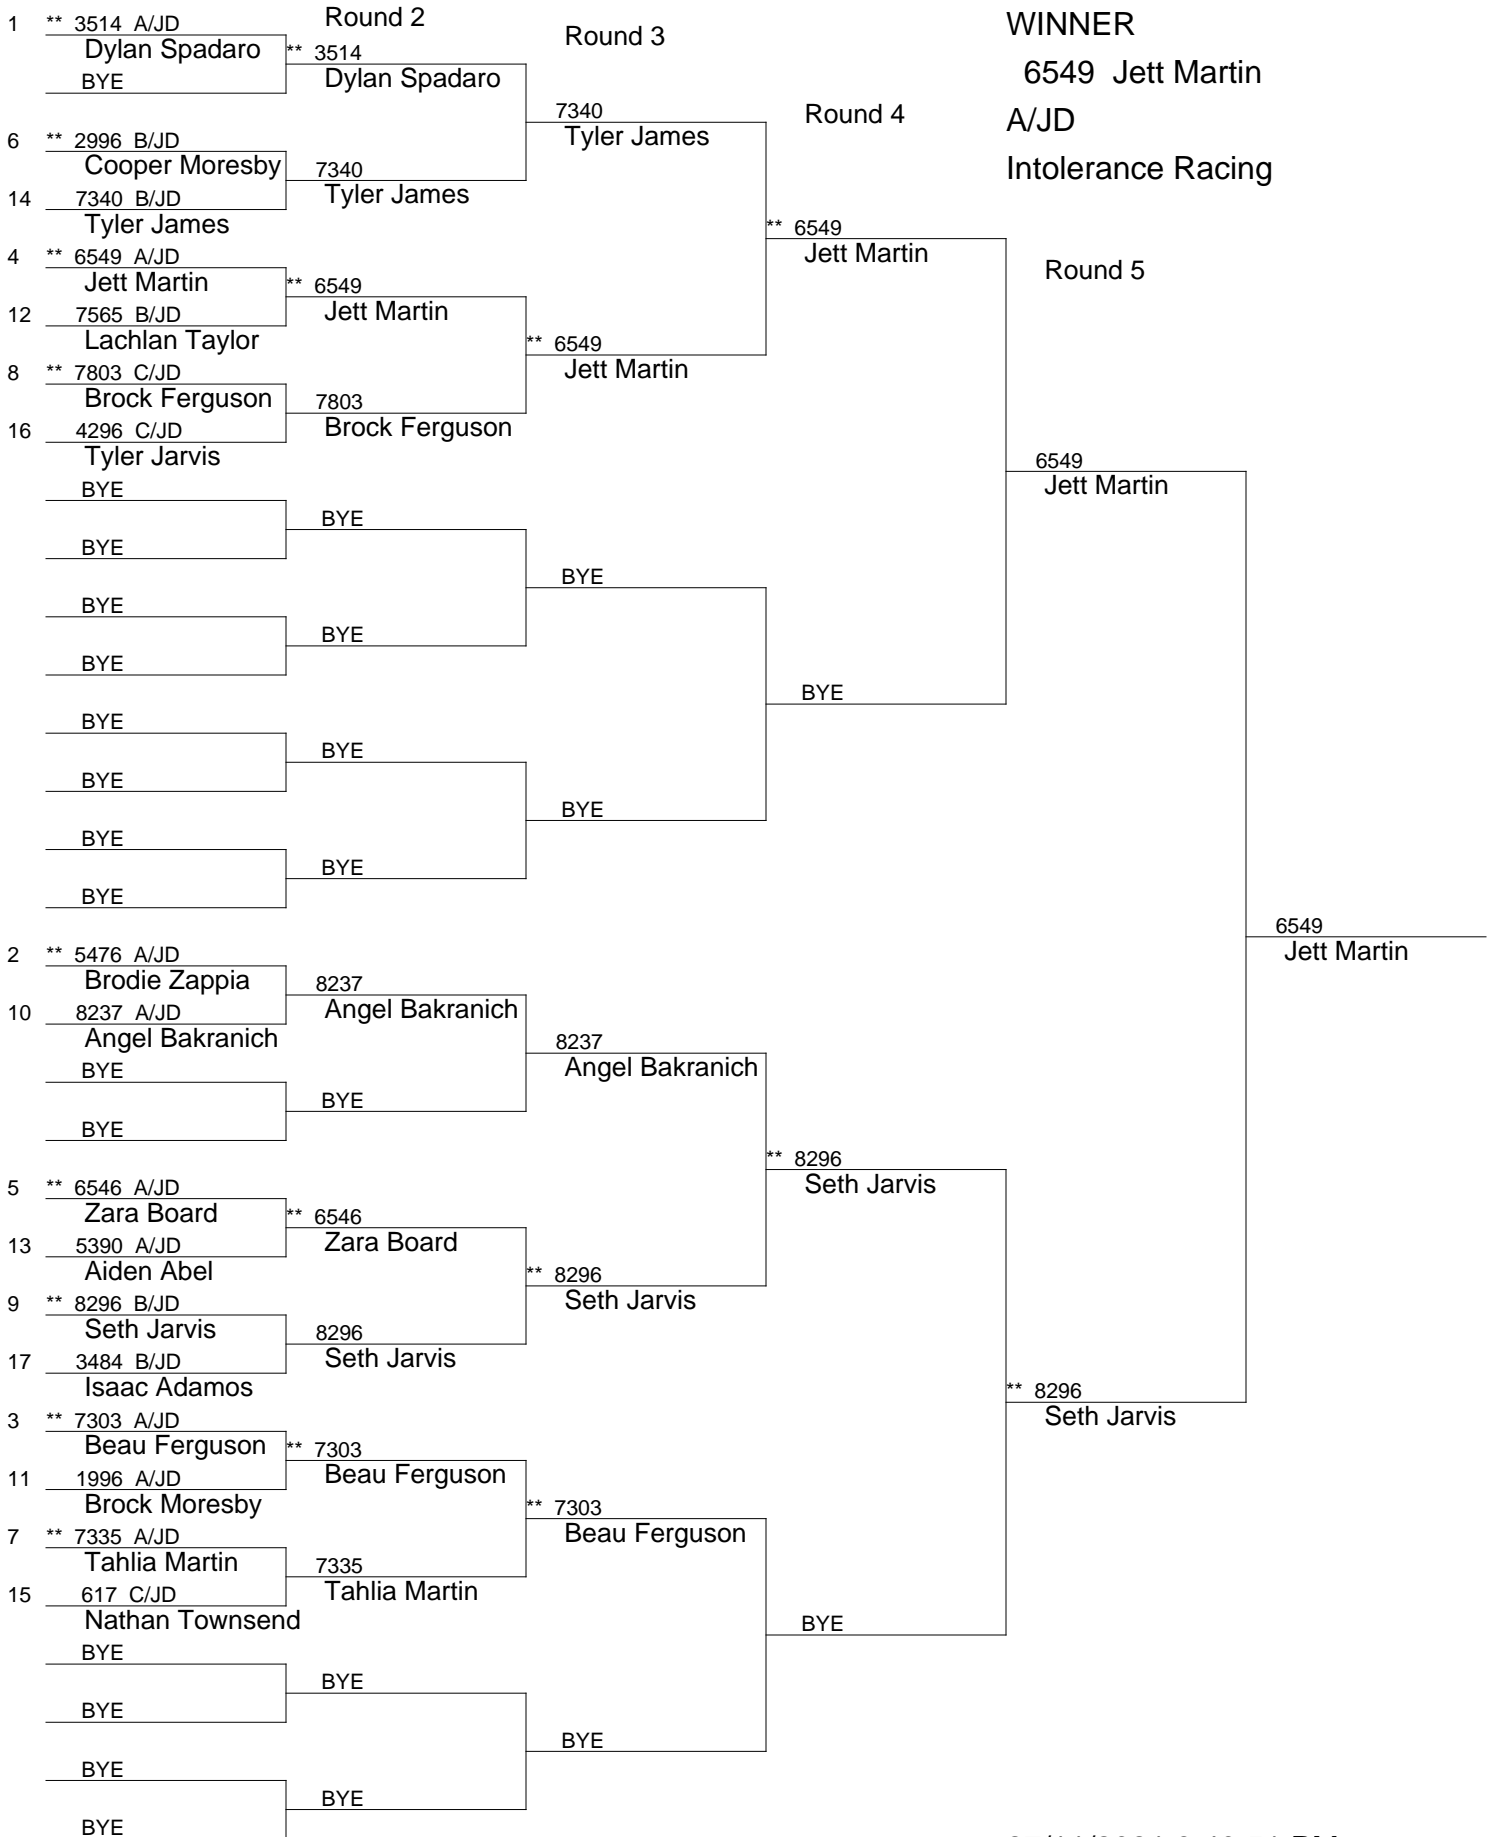 Round 2
Round 3
Round 4
Round 5
WINNER
6549 Jett Martin
A/JD
Intolerance Racing
1 ** 3514 A/JD
Dylan Spadaro
BYE
6 ** 2996 B/JD
Cooper Moresby
14 7340 B/JD
Tyler James
4 ** 6549 A/JD
Jett Martin
12 7565 B/JD
Lachlan Taylor
8 ** 7803 C/JD
Brock Ferguson
16 4296 C/JD
Tyler Jarvis
BYE
BYE
BYE
BYE
BYE
BYE
BYE
BYE
2 ** 5476 A/JD
Brodie Zappia
10 8237 A/JD
Angel Bakranich
BYE
BYE
5 ** 6546 A/JD
Zara Board
13 5390 A/JD
Aiden Abel
9 ** 8296 B/JD
Seth Jarvis
17 3484 B/JD
Isaac Adamos
3 ** 7303 A/JD
Beau Ferguson
11 1996 A/JD
Brock Moresby
7 ** 7335 A/JD
Tahlia Martin
15 617 C/JD
Nathan Townsend
BYE
BYE
BYE
BYE
** 3514
Dylan Spadaro
7340
Tyler James
** 6549
Jett Martin
7803
Brock Ferguson
BYE
BYE
BYE
BYE
8237
Angel Bakranich
BYE
** 6546
Zara Board
8296
Seth Jarvis
** 7303
Beau Ferguson
7335
Tahlia Martin
BYE
BYE
7340
Tyler James
** 6549
Jett Martin
BYE
BYE
8237
Angel Bakranich
** 8296
Seth Jarvis
** 7303
Beau Ferguson
BYE
** 6549
Jett Martin
BYE
** 8296
Seth Jarvis
BYE
6549
Jett Martin
** 8296
Seth Jarvis
6549
Jett Martin